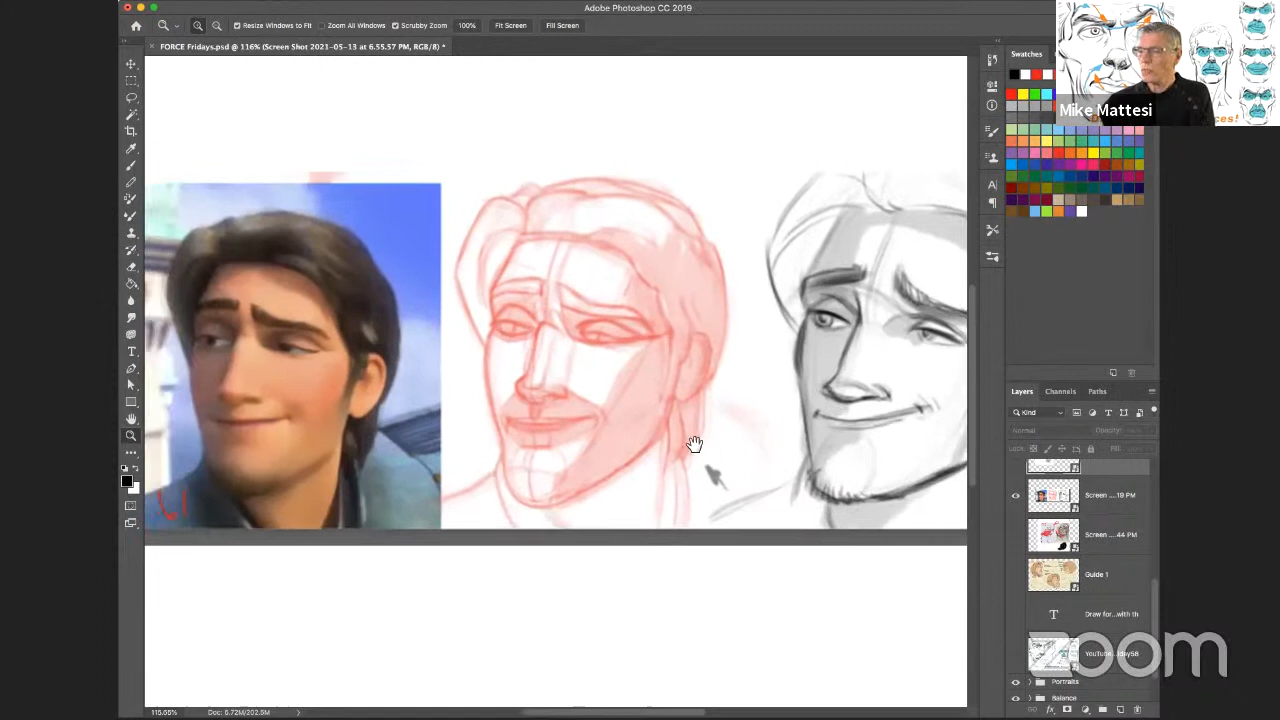 Adobe Photoshop CC 2019
Resize Windows to Fit
Zoom All Windows
Scrubby Zoom
100%
Fit Screen
Fill Screen
FORCE Fridays.psd @ 116% (Screen Shot 2021-05-13 at 6.55.57 PM, RGB/8) *
Swatches
Mike Mattesi
Layers
Channels
Paths
Kind
Normal
Opacity:
Lock:
Fill:
Screen ....19 PM
Screen ....44 PM
Guide 1
Draw for...with th
YouTube...day58
zoom
Portraits
Balance
115.65%
Doc: 6.72M/202.5M